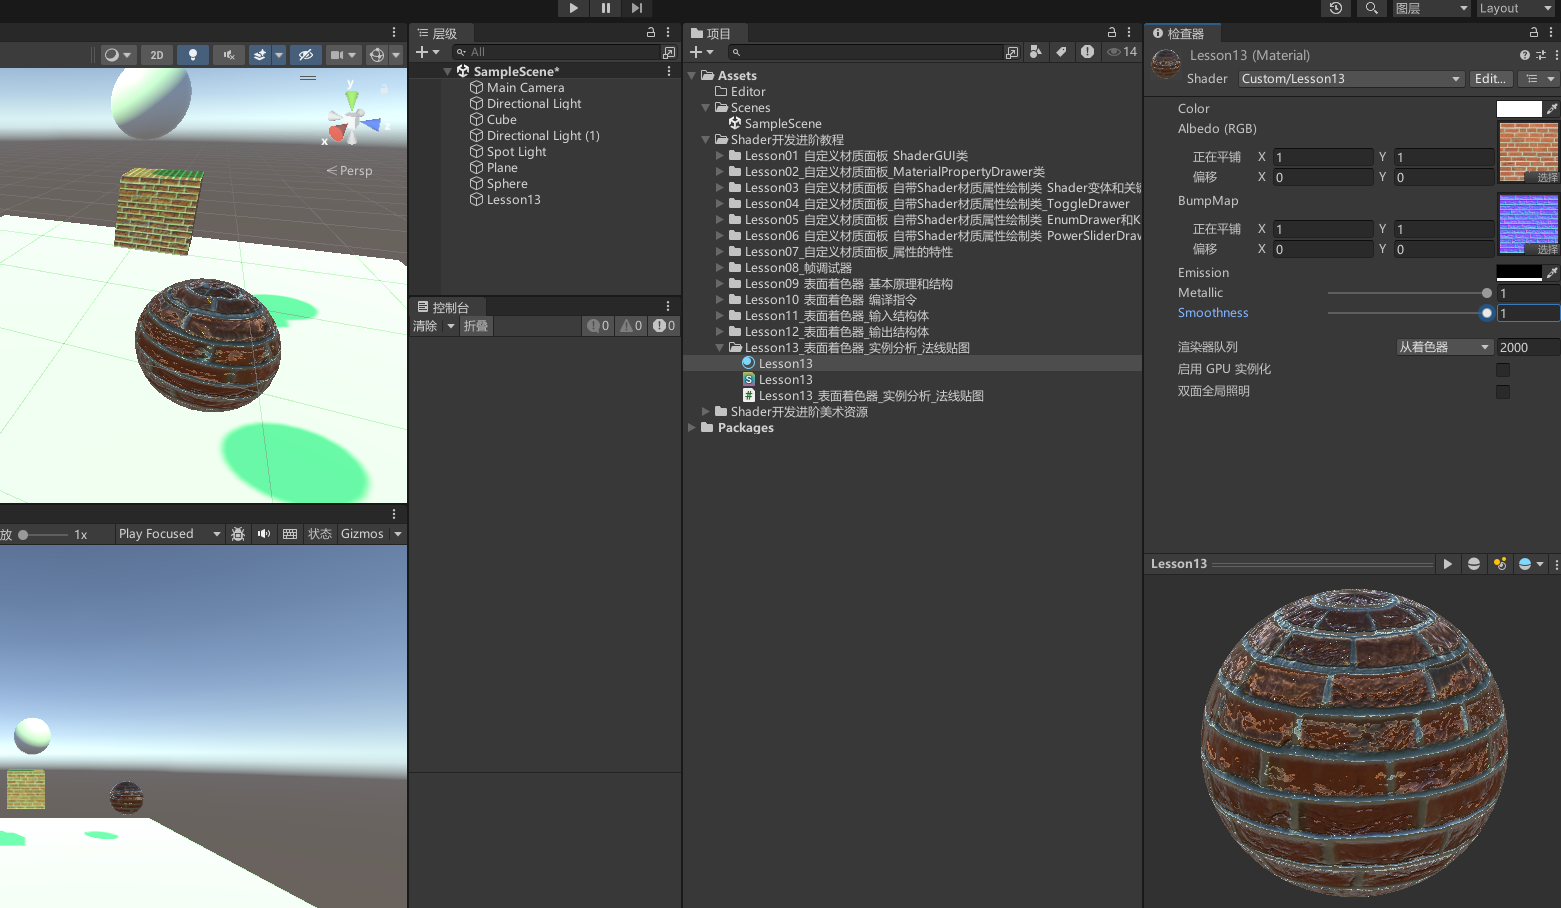 图层
Layout
层级
项目
检查器
2D
All
14
Lesson13 (Material)
Shader
Custom/Lesson13
Edit...
SampleScene*
Main Camera
Directional Light
Cube
Directional Light (1)
Spot Light
Plane
Sphere
Lesson13
y
x
z
Persp
Assets
Editor
Scenes
SampleScene
Shader开发进阶教程
Lesson01_自定义材质面板_ShaderGUI类
Lesson02_自定义材质面板_MaterialPropertyDrawer类
Lesson03_自定义材质面板_自带Shader材质属性绘制类_Shader变体和关键
Lesson04_自定义材质面板_自带Shader材质属性绘制类_ToggleDrawer
Lesson05_自定义材质面板_自带Shader材质属性绘制类_EnumDrawer和K
Lesson06_自定义材质面板_自带Shader材质属性绘制类_PowerSliderDraw
Lesson07_自定义材质面板_属性的特性
Lesson08_帧调试器
Lesson09_表面着色器_基本原理和结构
Lesson10_表面着色器_编译指令
Lesson11_表面着色器_输入结构体
Lesson12_表面着色器_输出结构体
Lesson13_表面着色器_实例分析_法线贴图
Lesson13
Lesson13
Lesson13_表面着色器_实例分析_法线贴图
Shader开发进阶美术资源
Packages
控制台
清除
折叠
0
0
0
Color
Albedo (RGB)
正在平铺 X 1 Y 1
偏移 X 0 Y 0
选择
BumpMap
正在平铺 X 1 Y 1
偏移 X 0 Y 0
选择
Emission
Metallic 1
Smoothness 1
渲染器队列 从着色器 2000
启用 GPU 实例化
双面全局照明
放 1x Play Focused 状态 Gizmos
Lesson13